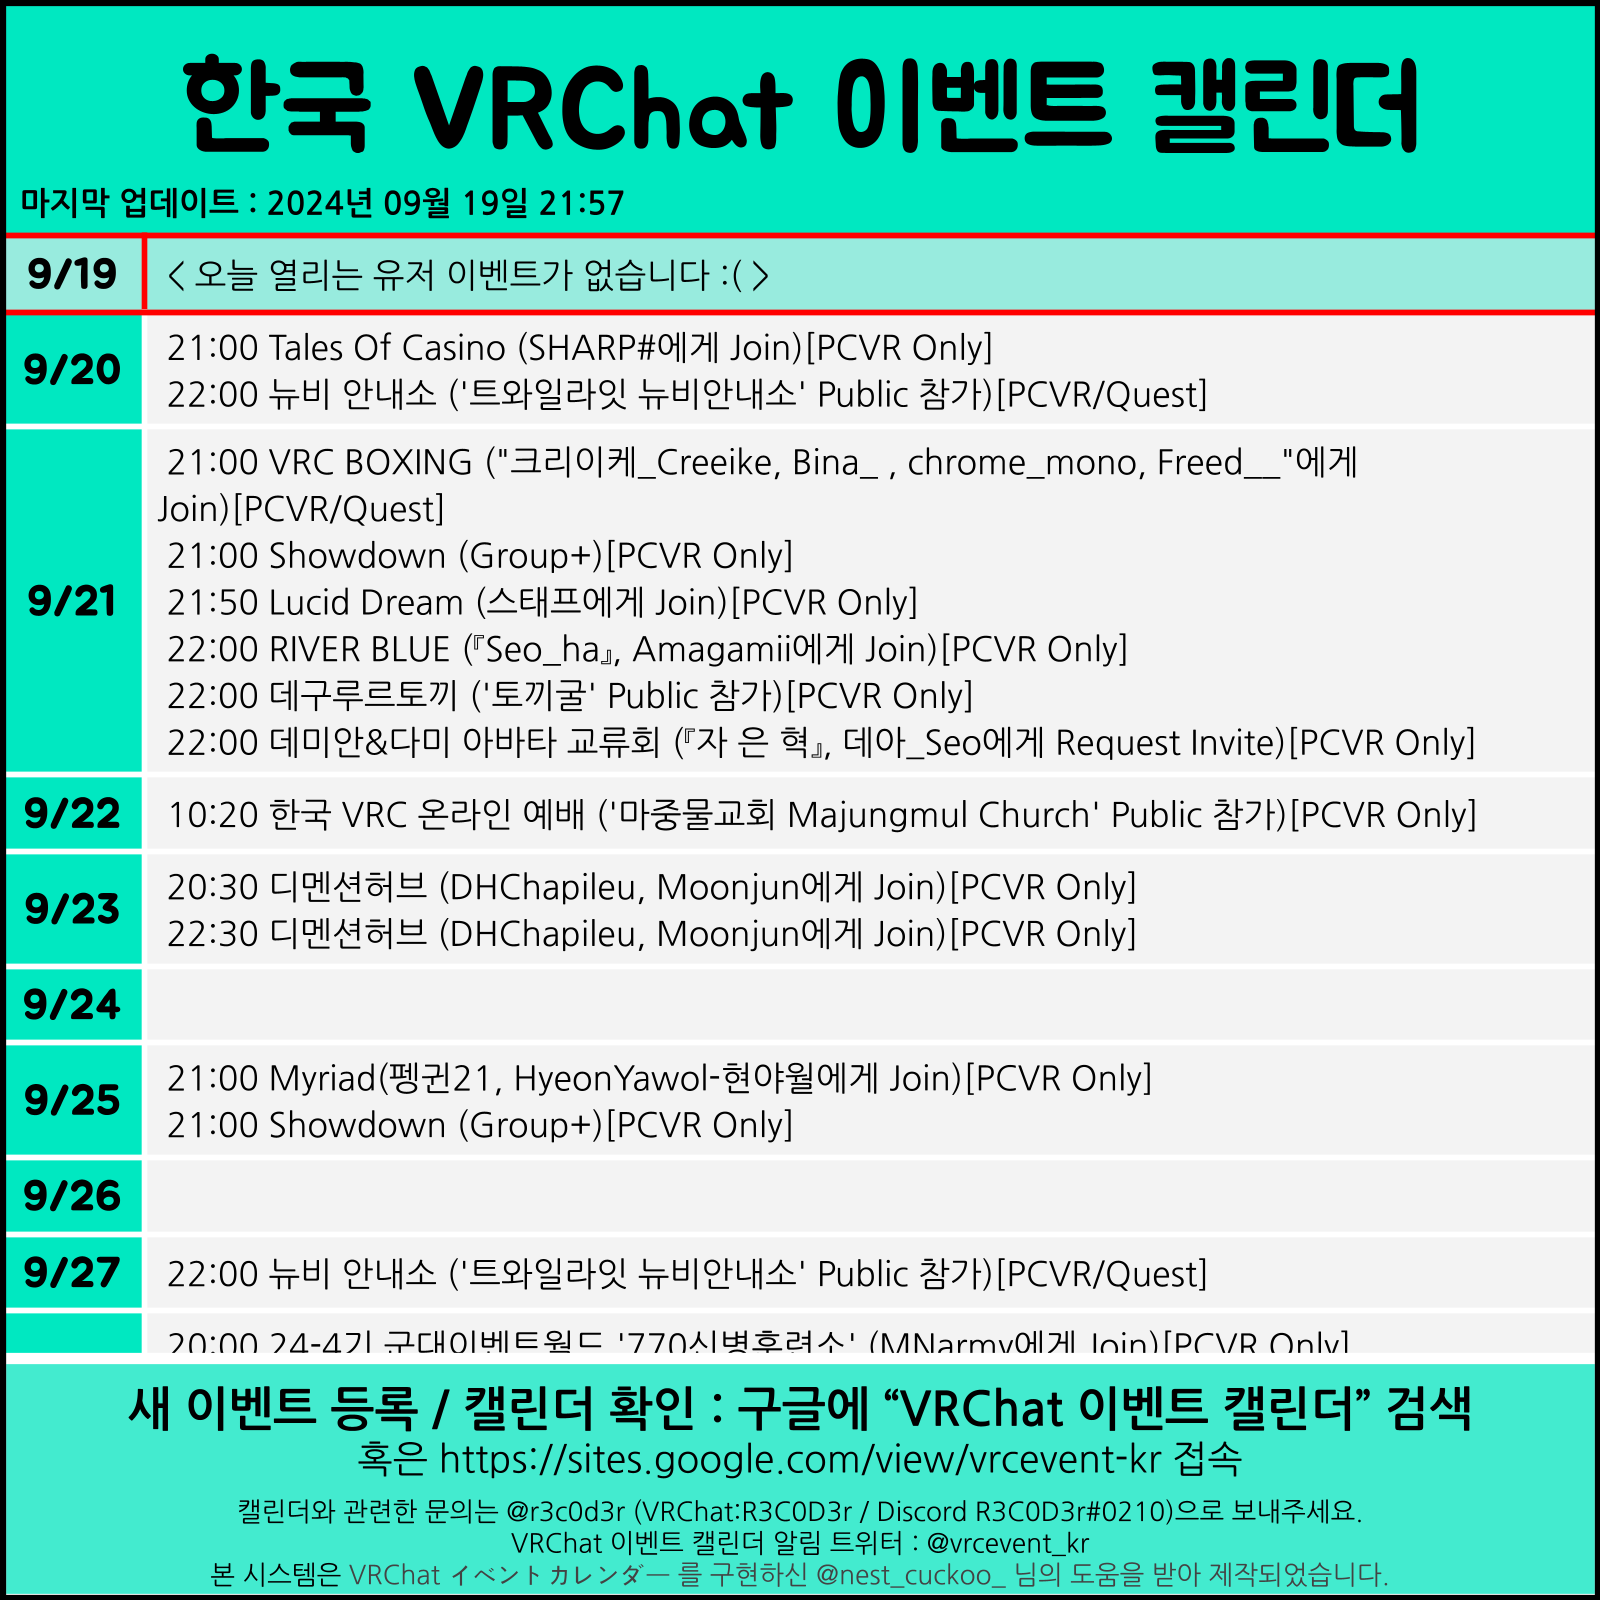 한국 VRChat 이벤트 캘린더
마지막 업데이트 : 2024년 09월 19일 21:57
9/19
< 오늘 열리는 유저 이벤트가 없습니다 :( >
9/20
21:00 Tales Of Casino (SHARP#에게 Join)[PCVR Only]
22:00 뉴비 안내소 ('트와일라잇 뉴비안내소' Public 참가)[PCVR/Quest]
9/21
21:00 VRC BOXING ("크리이케_Creeike, Bina_ , chrome_mono, Freed__"에게
Join)[PCVR/Quest]
21:00 Showdown (Group+)[PCVR Only]
21:50 Lucid Dream (스태프에게 Join)[PCVR Only]
22:00 RIVER BLUE (『Seo_ha』, Amagamii에게 Join)[PCVR Only]
22:00 데구루르토끼 ('토끼굴' Public 참가)[PCVR Only]
22:00 데미안&다미 아바타 교류회 (『자 은 혁』, 데아_Seo에게 Request Invite)[PCVR Only]
9/22
10:20 한국 VRC 온라인 예배 ('마중물교회 Majungmul Church' Public 참가)[PCVR Only]
9/23
20:30 디멘션허브 (DHChapileu, Moonjun에게 Join)[PCVR Only]
22:30 디멘션허브 (DHChapileu, Moonjun에게 Join)[PCVR Only]
9/24
9/25
21:00 Myriad(펭귄21, HyeonYawol-현야월에게 Join)[PCVR Only]
21:00 Showdown (Group+)[PCVR Only]
9/26
9/27
22:00 뉴비 안내소 ('트와일라잇 뉴비안내소' Public 참가)[PCVR/Quest]
20:00 24-4기 군대이벤트월드 '770신병훈련소' (MNarmy에게 Join)[PCVR Only]
새 이벤트 등록 / 캘린더 확인 : 구글에 “VRChat 이벤트 캘린더” 검색
혹은 https://sites.google.com/view/vrcevent-kr 접속
캘린더와 관련한 문의는 @r3c0d3r (VRChat:R3C0D3r / Discord R3C0D3r#0210)으로 보내주세요.
VRChat 이벤트 캘린더 알림 트위터 : @vrcevent_kr
본 시스템은 VRChat イベントカレンダー 를 구현하신 @nest_cuckoo_ 님의 도움을 받아 제작되었습니다.